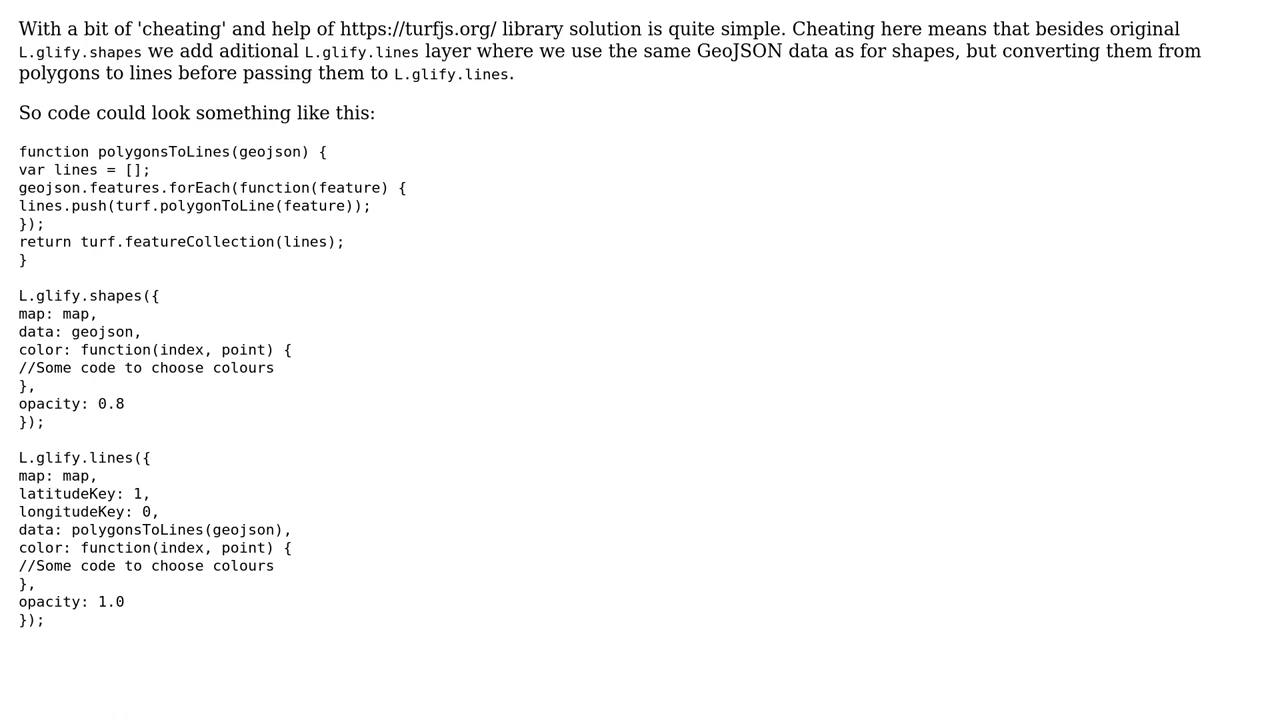 With a bit of 'cheating' and help of https://turfjs.org/ library solution is quite simple. Cheating here means that besides original
L.glify.shapes we add aditional L.glify.lines layer where we use the same GeoJSON data as for shapes, but converting them from
polygons to lines before passing them to L.glify.lines.
So code could look something like this:
function polygonsToLines(geojson) {
var lines = [];
geojson.features.forEach(function(feature) {
lines.push(turf.polygonToLine(feature));
});
return turf.featureCollection(lines);
}
L.glify.shapes({
map: map,
data: geojson,
color: function(index, point) {
//Some code to choose colours
},
opacity: 0.8
});
L.glify.lines({
map: map,
latitudeKey: 1,
longitudeKey: 0,
data: polygonsToLines(geojson),
color: function(index, point) {
//Some code to choose colours
},
opacity: 1.0
});